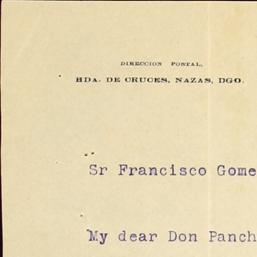 DIRECCION POSTAL,
HDA. DE CRUCES, NAZAS, DGO.
Sr Francisco Gome
My dear Don Panch